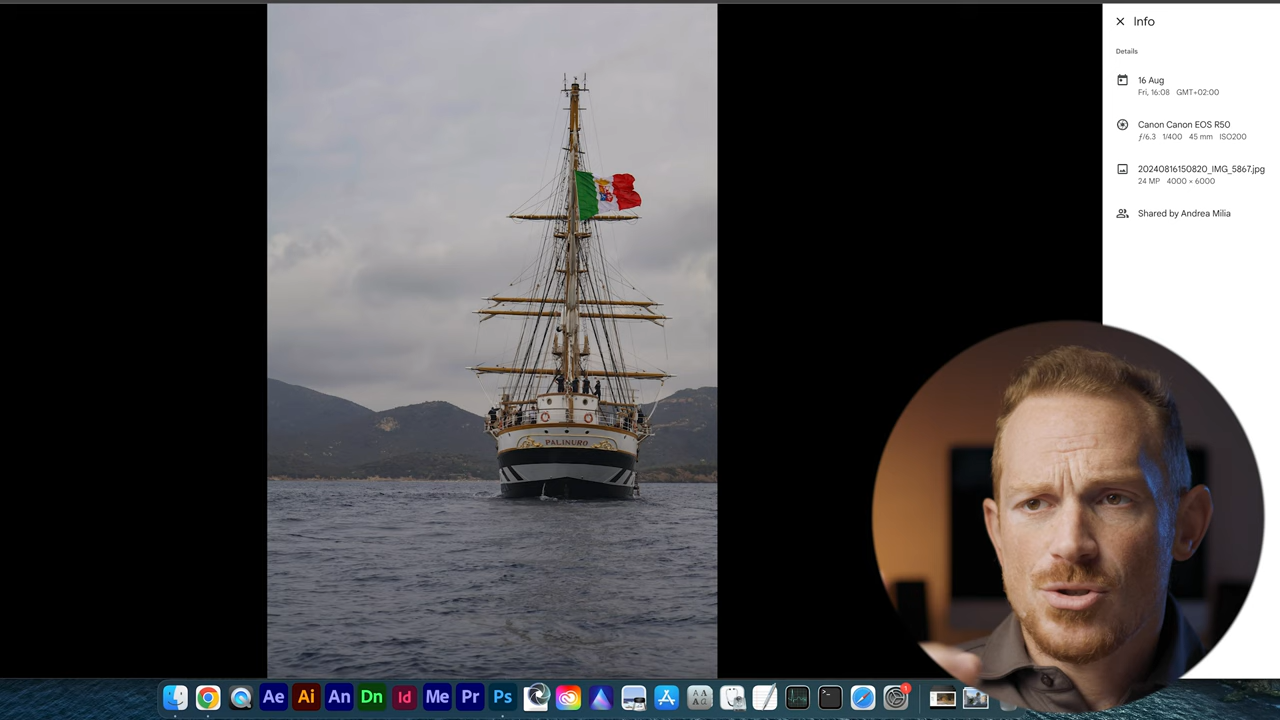 Info
Details
16 Aug
Fri, 16:08 GMT+02:00
Canon Canon EOS R50
ƒ/6.3 1/400 45 mm ISO200
20240816150820_IMG_5867.jpg
24 MP 4000 × 6000
Shared by Andrea Milia
PALINURO
Ae Ai An Dn Id Me Pr Ps
1